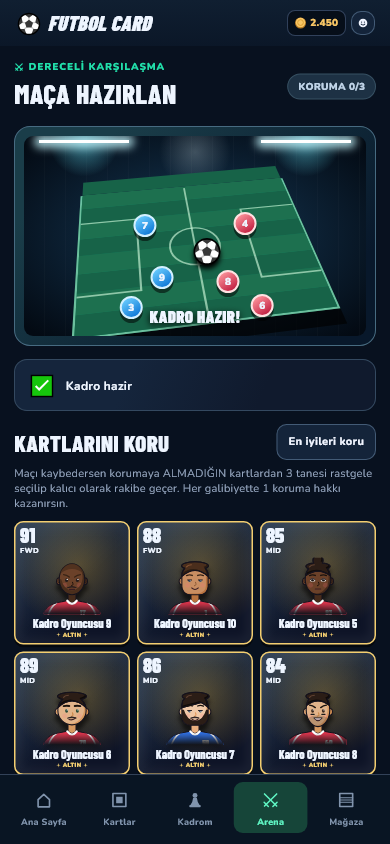 FUTBOL CARD
2.450
DERECELİ KARŞILAŞMA
MAÇA HAZIRLAN
KORUMA 0/3
7
4
9
8
3
6
KADRO HAZIR!
Kadro hazir
KARTLARINI KORU
En iyileri koru
Maçı kaybedersen korumaya ALMADIĞIN kartlardan 3 tanesi rastgele
seçilip kalıcı olarak rakibe geçer. Her galibiyette 1 koruma hakkı
kazanırsın.
91
FWD
Kadro Oyuncusu 9
ALTIN
88
FWD
Kadro Oyuncusu 10
ALTIN
85
MID
Kadro Oyuncusu 5
ALTIN
89
MID
Kadro Oyuncusu 6
ALTIN
86
MID
Kadro Oyuncusu 7
ALTIN
84
MID
Kadro Oyuncusu 8
ALTIN
Ana Sayfa
Kartlar
Kadrom
Arena
Mağaza